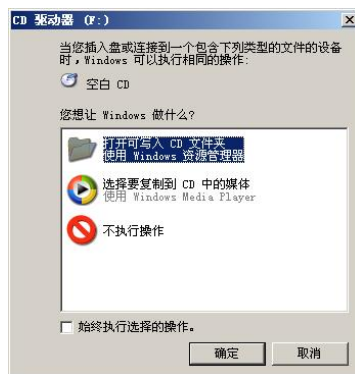 CD 驱动器 (F:)
当您插入盘或连接到一个包含下列类型的文件的设备
时，Windows 可以执行相同的操作:
空白 CD
您想让 Windows 做什么?
打开可写入 CD 文件夹
使用 Windows 资源管理器
选择要复制到 CD 中的媒体
使用 Windows Media Player
不执行操作
始终执行选择的操作。
确定
取消